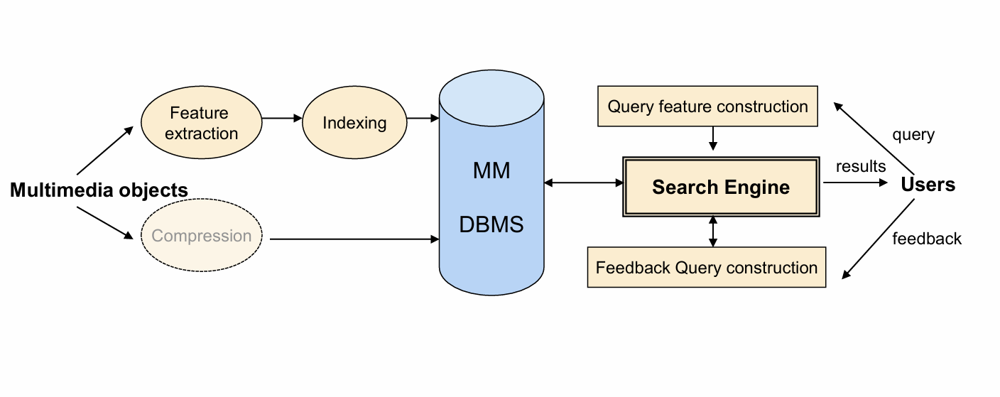 Feature
extraction
Indexing
Multimedia objects
Compression
MM
DBMS
Query feature construction
query
results
Search Engine
Users
feedback
Feedback Query construction